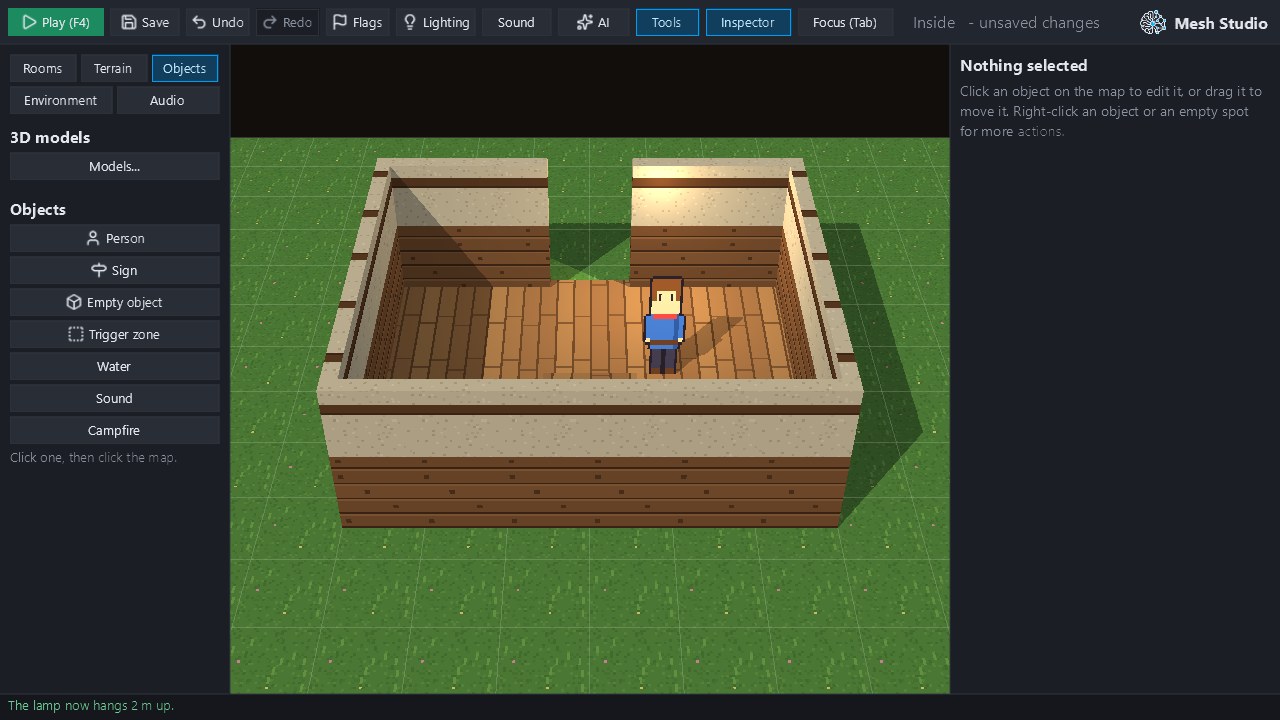 Play (F4) Save Undo Redo Flags Lighting Sound AI Tools Inspector Focus (Tab) Inside - unsaved changes Mesh Studio
Rooms Terrain Objects
Environment Audio
3D models
Models...
Objects
Person
Sign
Empty object
Trigger zone
Water
Sound
Campfire
Click one, then click the map.
Nothing selected
Click an object on the map to edit it, or drag it to
move it. Right-click an object or an empty spot
for more actions.
The lamp now hangs 2 m up.